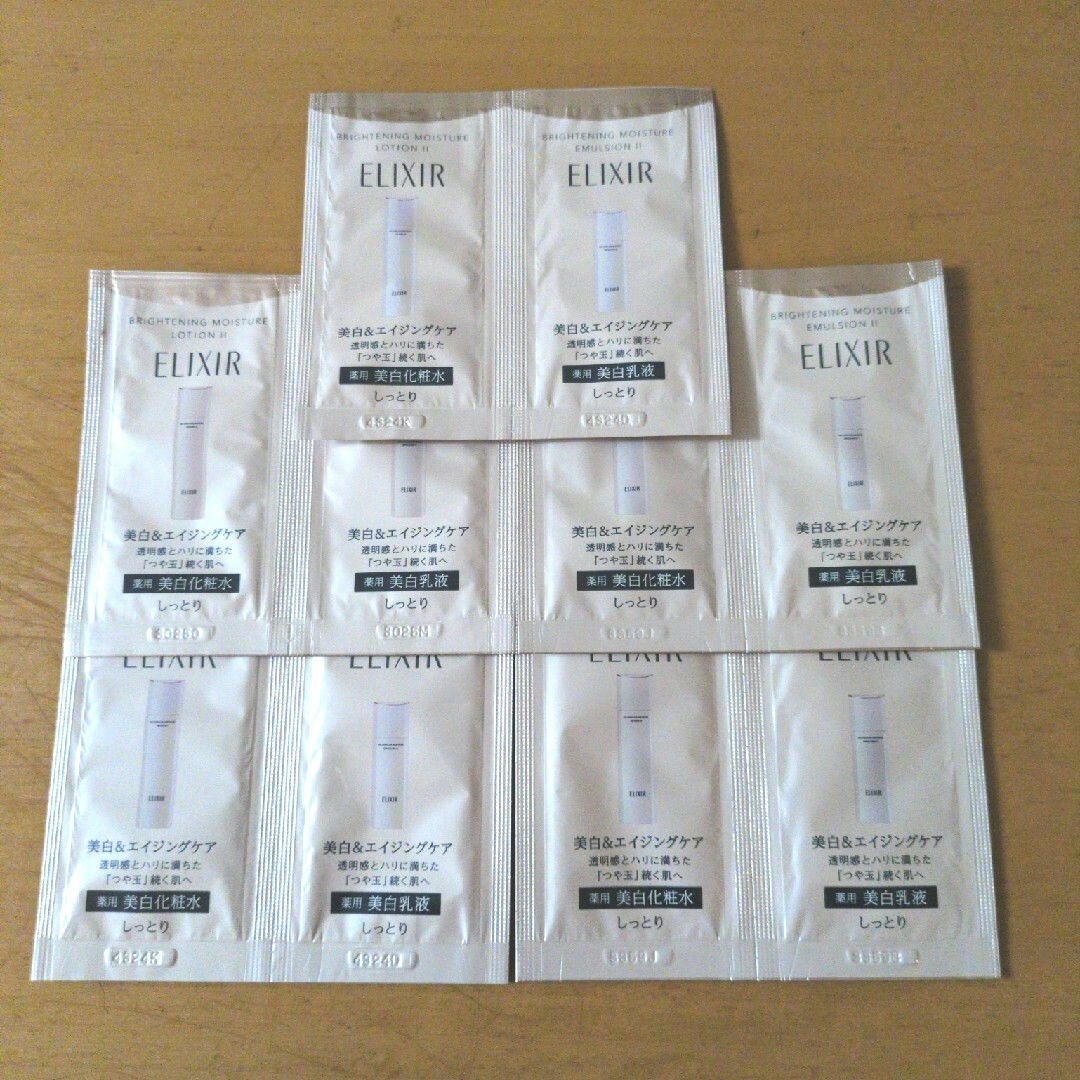 BRIGHTENING MOISTURE
LOTION II
ELIXIR
ELIXIR
美白&エイジングケア
透明感とハリに満ちた
「つや玉」続く肌へ
薬用 美白化粧水
しっとり
4S24K
BRIGHTENING MOISTURE
EMULSION II
ELIXIR
ELIXIR
美白&エイジングケア
透明感とハリに満ちた
「つや玉」続く肌へ
薬用 美白乳液
しっとり
BRIGHTENING MOISTURE
LOTION II
ELIXIR
ELIXIR
美白&エイジングケア
透明感とハリに満ちた
「つや玉」続く肌へ
薬用 美白化粧水
しっとり
ELIXIR
美白&エイジングケア
透明感とハリに満ちた
「つや玉」続く肌へ
薬用 美白乳液
しっとり
ELIXIR
美白&エイジングケア
透明感とハリに満ちた
「つや玉」続く肌へ
薬用 美白化粧水
しっとり
BRIGHTENING MOISTURE
EMULSION II
ELIXIR
ELIXIR
美白&エイジングケア
透明感とハリに満ちた
「つや玉」続く肌へ
薬用 美白乳液
しっとり
ELIXIR
ELIXIR
美白&エイジングケア
透明感とハリに満ちた
「つや玉」続く肌へ
薬用 美白化粧水
しっとり
4S24K
ELIXIR
ELIXIR
美白&エイジングケア
透明感とハリに満ちた
「つや玉」続く肌へ
薬用 美白乳液
しっとり
ELIXIR
ELIXIR
美白&エイジングケア
透明感とハリに満ちた
「つや玉」続く肌へ
薬用 美白化粧水
しっとり
ELIXIR
ELIXIR
美白&エイジングケア
透明感とハリに満ちた
「つや玉」続く肌へ
薬用 美白乳液
しっとり